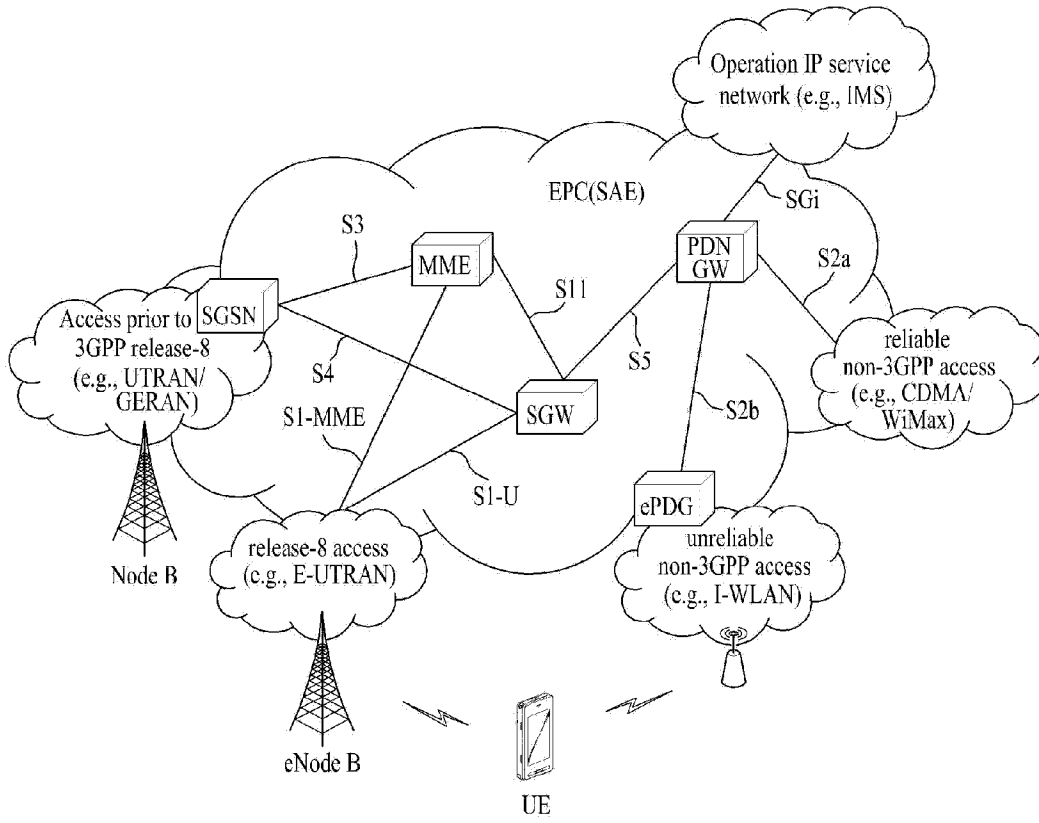 Operation IP service
network (e.g., IMS)
EPC(SAE)
SGi
S3
MME
PDN
GW
S2a
S11
SGSN
Access prior to
3GPP release-8
(e.g., UTRAN/
GERAN)
S4
S5
reliable
non-3GPP access
(e.g., CDMA/
WiMax)
S1-MME
SGW
S2b
S1-U
ePDG
release-8 access
(e.g., E-UTRAN)
unreliable
non-3GPP access
(e.g., I-WLAN)
Node B
eNode B
UE